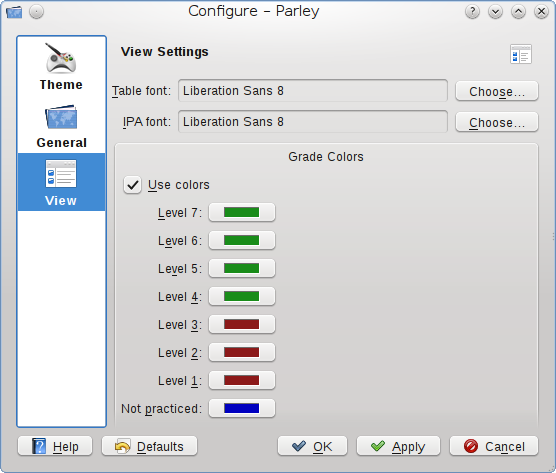 Configure – Parley
Theme
General
View
View Settings
Table font: Liberation Sans 8 Choose...
IPA font: Liberation Sans 8 Choose...
Grade Colors
Use colors
Level 7:
Level 6:
Level 5:
Level 4:
Level 3:
Level 2:
Level 1:
Not practiced:
Help Defaults OK Apply Cancel